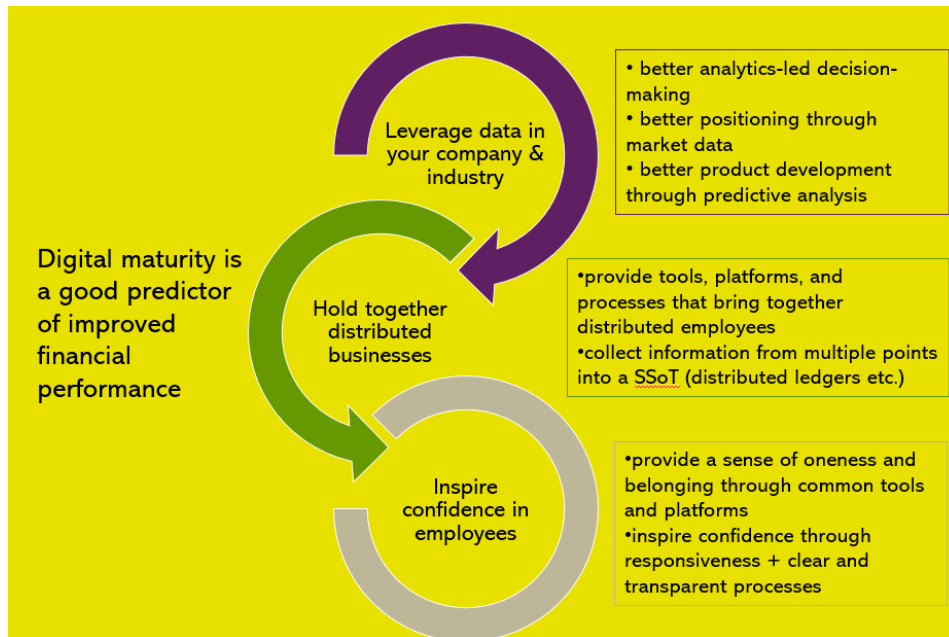 Digital maturity is
a good predictor
of improved
financial
performance
Leverage data in
your company &
industry
• better analytics-led decision-
making
• better positioning through
market data
• better product development
through predictive analysis
Hold together
distributed
businesses
•provide tools, platforms, and
processes that bring together
distributed employees
•collect information from multiple points
into a SSoT (distributed ledgers etc.)
Inspire
confidence in
employees
•provide a sense of oneness and
belonging through common tools
and platforms
•inspire confidence through
responsiveness + clear and
transparent processes